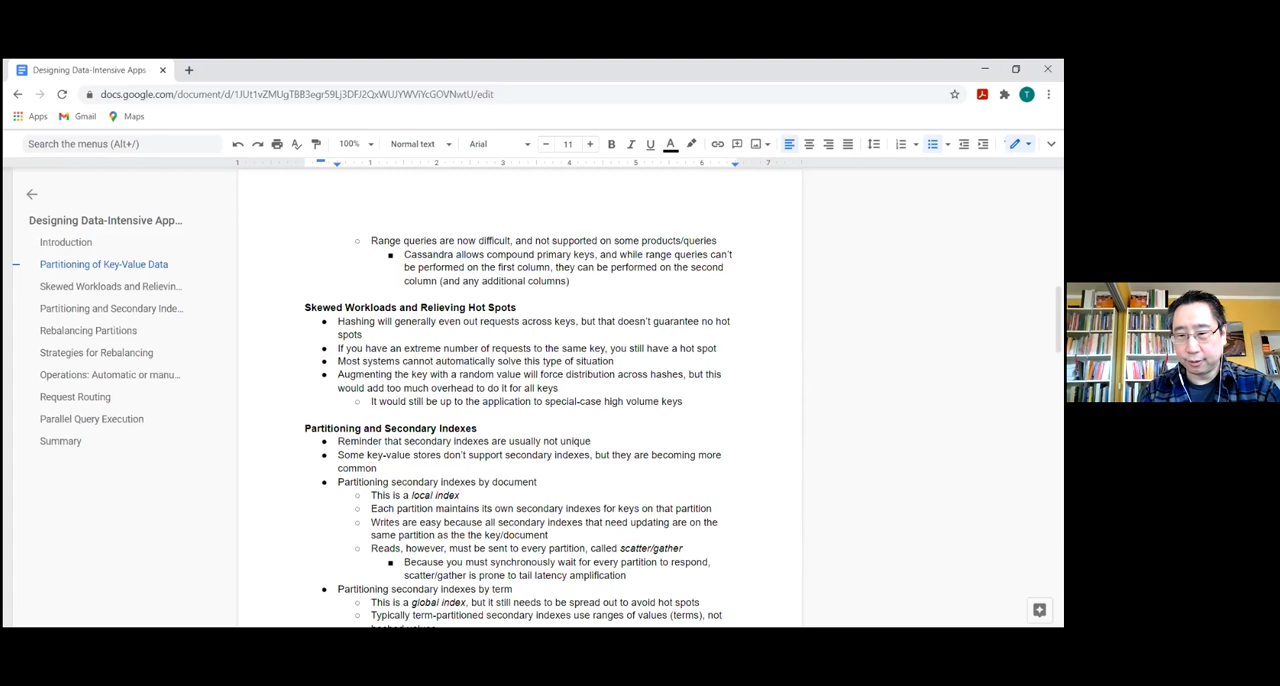 Designing Data-Intensive Apps
docs.google.com/document/d/1JUt1vZMUgTBB3egr59Lj3DFJ2QxWUJYWViYcGOVNwtU/edit
T
Apps Gmail Maps
Search the menus (Alt+/)
100% Normal text Arial 11 B I U A
1 1 2 3 4 5 6 7
Designing Data-Intensive App...
Introduction
Partitioning of Key-Value Data
Skewed Workloads and Relievin...
Partitioning and Secondary Inde...
Rebalancing Partitions
Strategies for Rebalancing
Operations: Automatic or manu...
Request Routing
Parallel Query Execution
Summary
Range queries are now difficult, and not supported on some products/queries
Cassandra allows compound primary keys, and while range queries can't
be performed on the first column, they can be performed on the second
column (and any additional columns)
Skewed Workloads and Relieving Hot Spots
Hashing will generally even out requests across keys, but that doesn't guarantee no hot
spots
If you have an extreme number of requests to the same key, you still have a hot spot
Most systems cannot automatically solve this type of situation
Augmenting the key with a random value will force distribution across hashes, but this
would add too much overhead to do it for all keys
It would still be up to the application to special-case high volume keys
Partitioning and Secondary Indexes
Reminder that secondary indexes are usually not unique
Some key-value stores don't support secondary indexes, but they are becoming more
common
Partitioning secondary indexes by document
This is a local index
Each partition maintains its own secondary indexes for keys on that partition
Writes are easy because all secondary indexes that need updating are on the
same partition as the the key/document
Reads, however, must be sent to every partition, called scatter/gather
Because you must synchronously wait for every partition to respond,
scatter/gather is prone to tail latency amplification
Partitioning secondary indexes by term
This is a global index, but it still needs to be spread out to avoid hot spots
Typically term-partitioned secondary indexes use ranges of values (terms), not